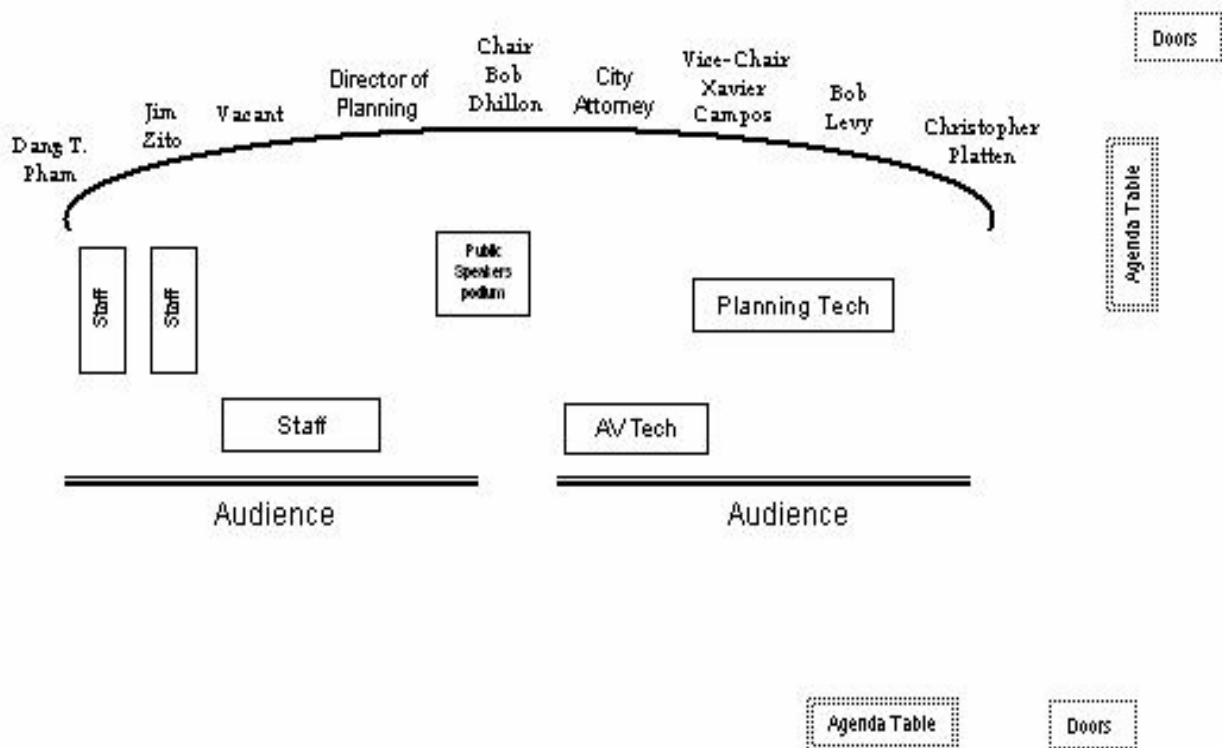 Doors
Chair
Bob
Dhillon
Vice-Chair
Xavier
Campos
Director of
Planning
City
Attorney
Jim
Zito
Vacant
Bob
Levy
Dang T.
Pham
Christopher
Platten
Agenda Table
Staff
Staff
Public
Speakers
podium
Planning Tech
Staff
AV Tech
Audience
Audience
Agenda Table
Doors